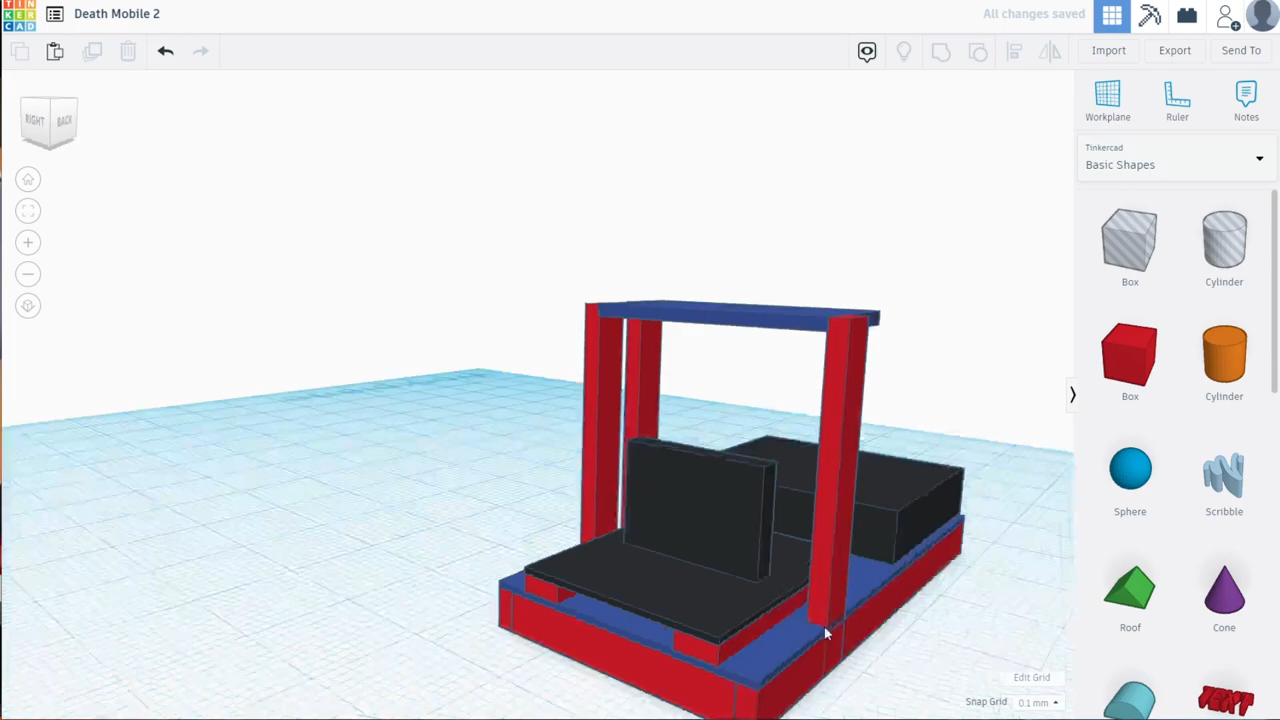 TIN
KER
CAD
Death Mobile 2
All changes saved
Import
Export
Send To
RIGHT
BACK
Workplane
Ruler
Notes
Tinkercad
Basic Shapes
Box
Cylinder
Box
Cylinder
Sphere
Scribble
Roof
Cone
TEXT
Edit Grid
Snap Grid
0.1 mm